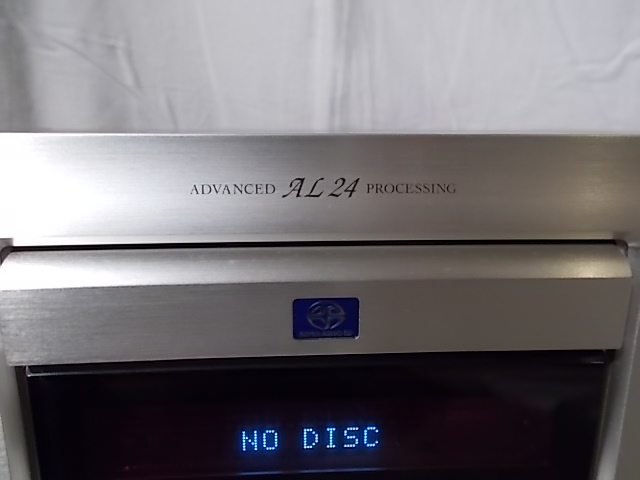 ADVANCED AL 24 PROCESSING
NO DISC